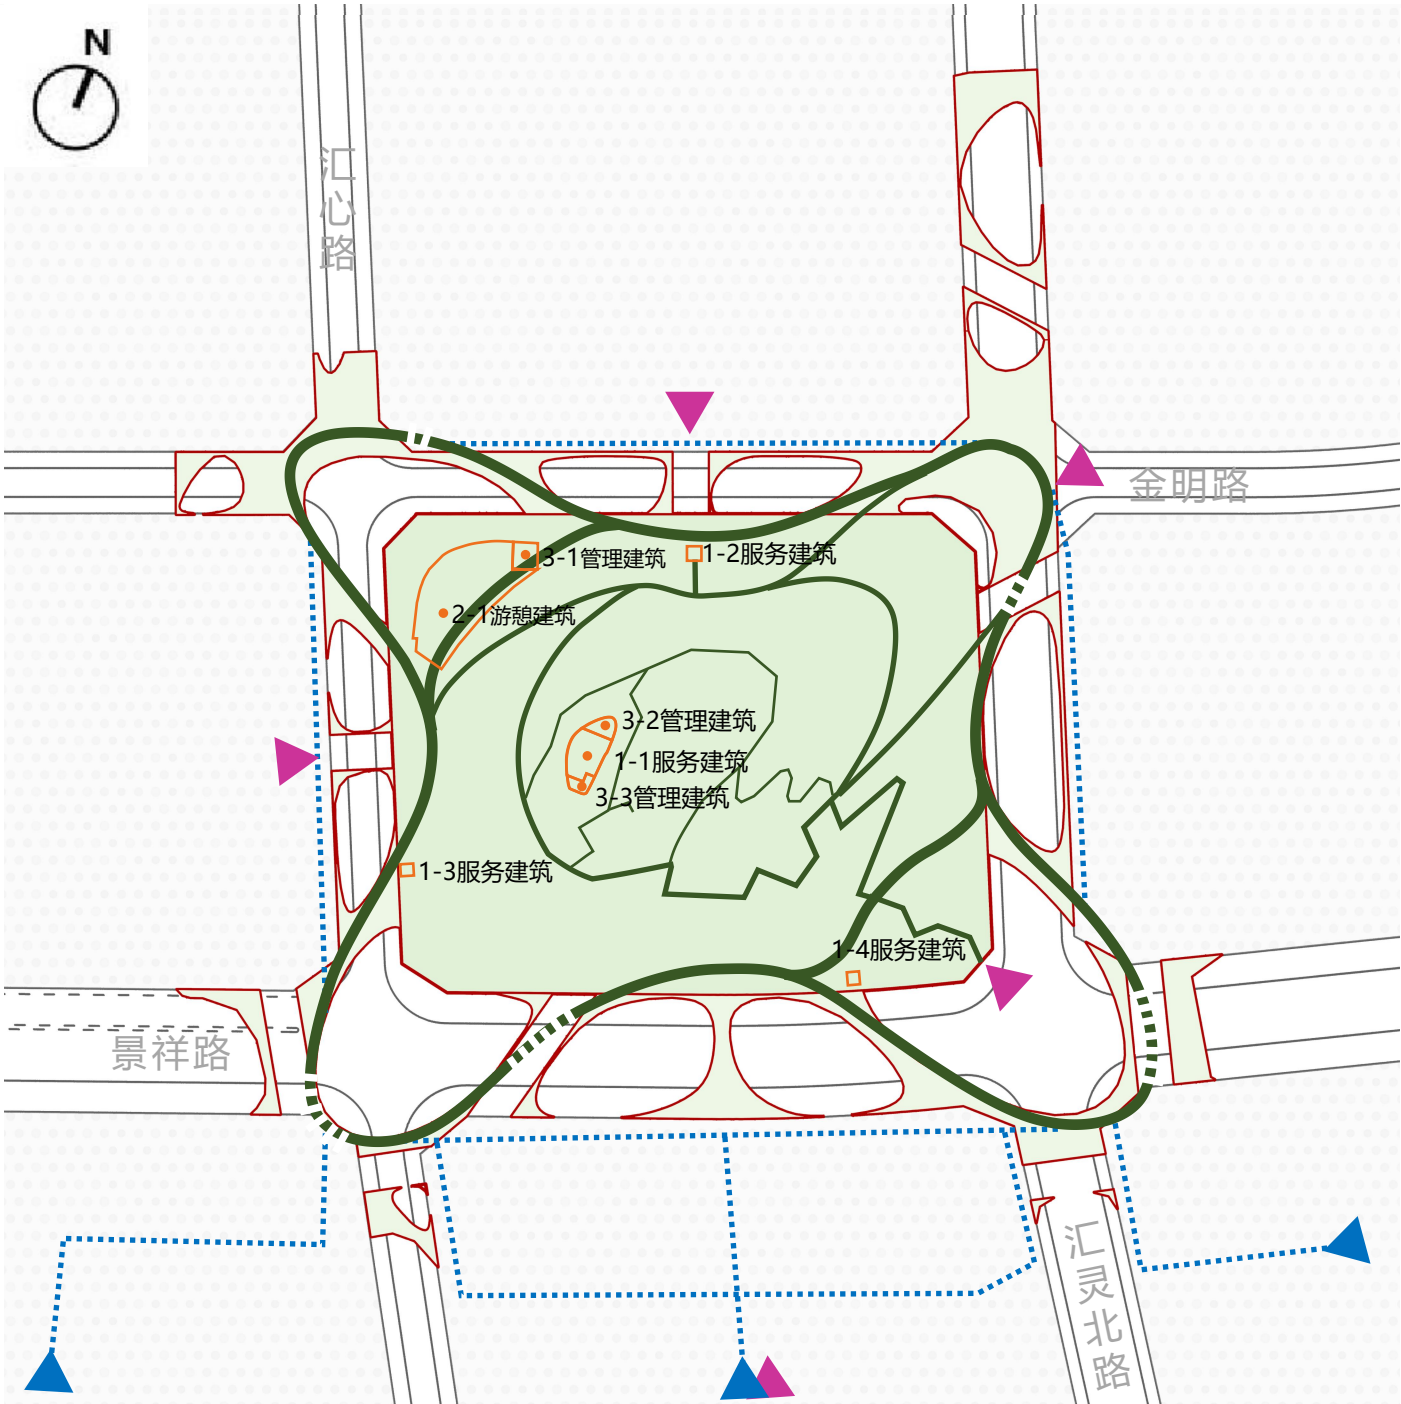 N
汇心路
金明路
3-1管理建筑
1-2服务建筑
2-1游憩建筑
3-2管理建筑
1-1服务建筑
3-3管理建筑
1-3服务建筑
1-4服务建筑
景祥路
汇灵北路